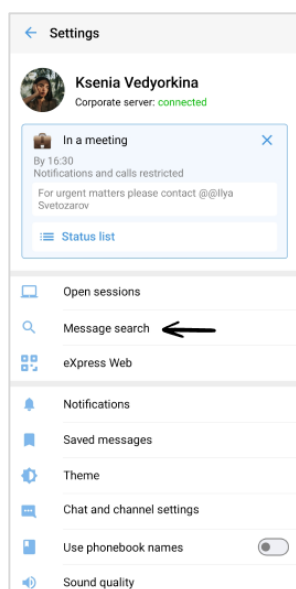 Settings
Ksenia Vedyorkina
Corporate server: connected
In a meeting
By 16:30
Notifications and calls restricted
For urgent matters please contact @@Ilya
Svetozarov
Status list
Open sessions
Message search
eXpress Web
Notifications
Saved messages
Theme
Chat and channel settings
Use phonebook names
Sound quality